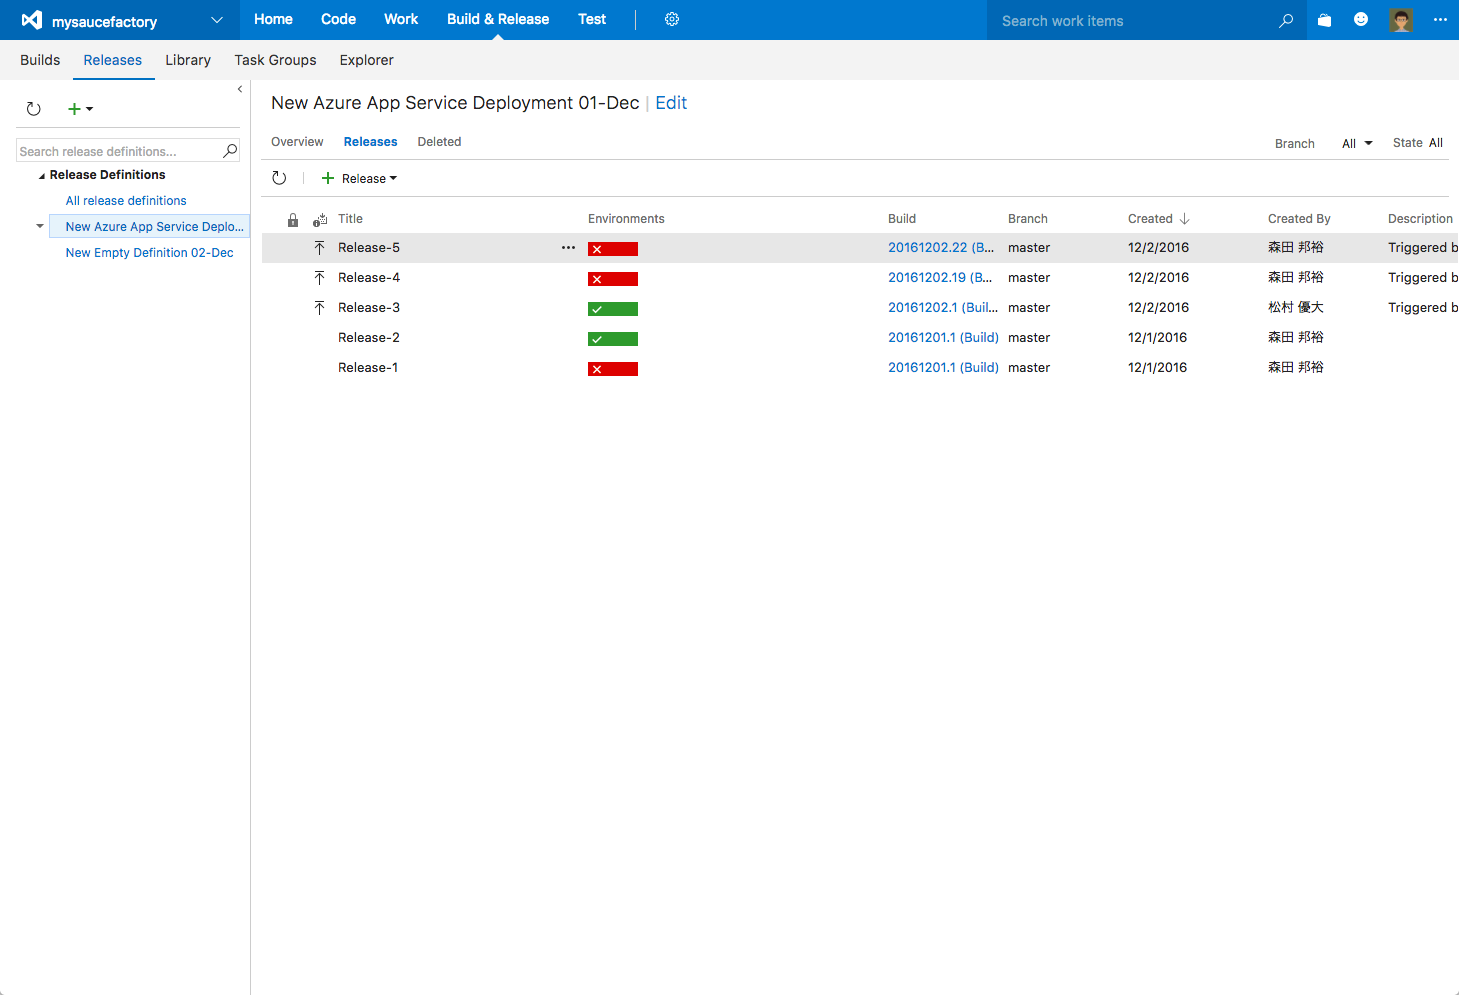 mysaucefactory Home Code Work Build & Release Test Search work items
Builds Releases Library Task Groups Explorer
New Azure App Service Deployment 01-Dec | Edit
Overview Releases Deleted Branch All State All
Release
Search release definitions...
Release Definitions
All release definitions
New Azure App Service Deplo...
New Empty Definition 02-Dec
Title Environments Build Branch Created Created By Description
Release-5 20161202.22 (B... master 12/2/2016 森田 邦裕 Triggered b
Release-4 20161202.19 (B... master 12/2/2016 森田 邦裕 Triggered b
Release-3 20161202.1 (Buil... master 12/2/2016 松村 優大 Triggered b
Release-2 20161201.1 (Build) master 12/1/2016 森田 邦裕
Release-1 20161201.1 (Build) master 12/1/2016 森田 邦裕